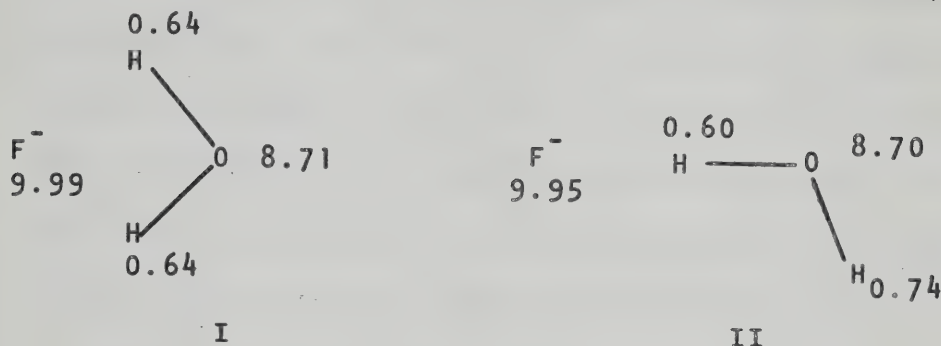 0.64
H
F⁻ O 8.71
9.99
H
0.64
I
0.60
F⁻ H O 8.70
9.95
H 0.74
II